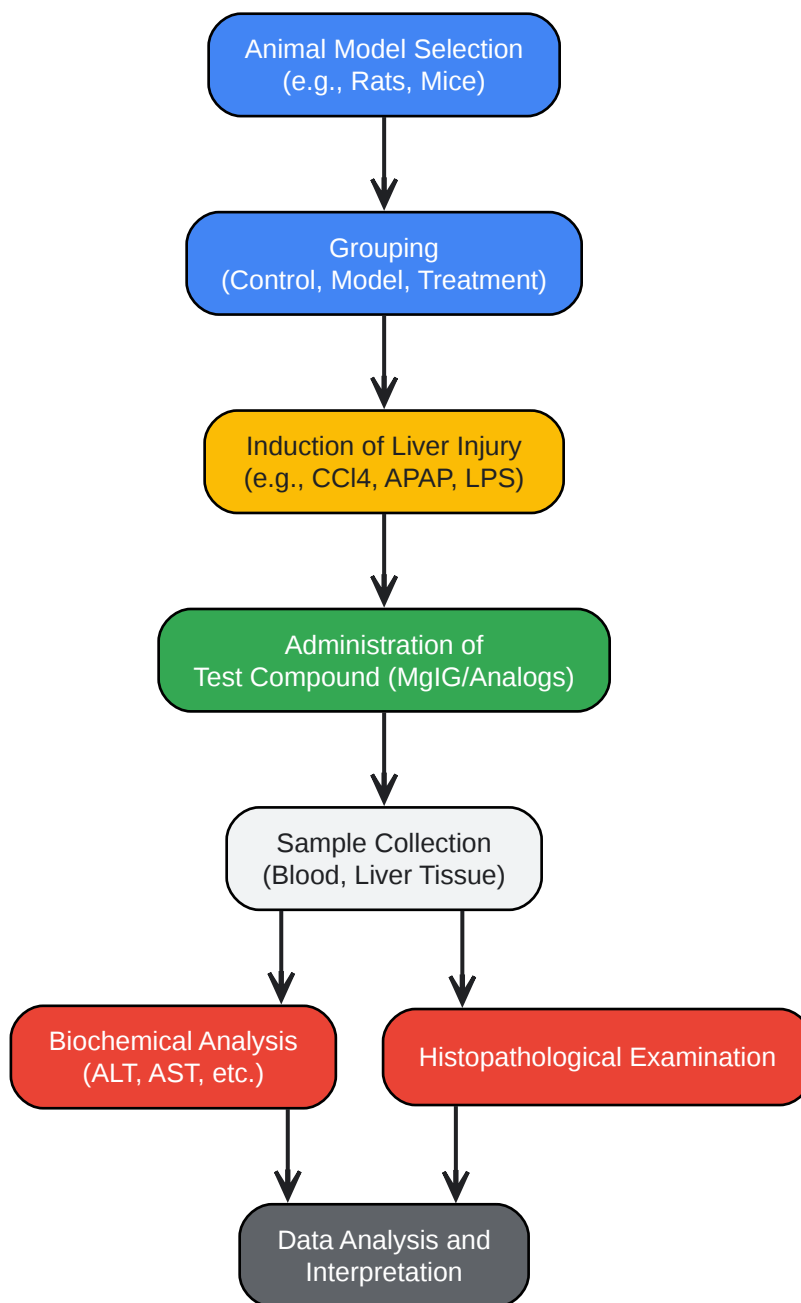 Animal Model Selection
(e.g., Rats, Mice)
Grouping
(Control, Model, Treatment)
Induction of Liver Injury
(e.g., CCl4, APAP, LPS)
Administration of
Test Compound (MgIG/Analogs)
Sample Collection
(Blood, Liver Tissue)
Biochemical Analysis
(ALT, AST, etc.)
Histopathological Examination
Data Analysis and
Interpretation